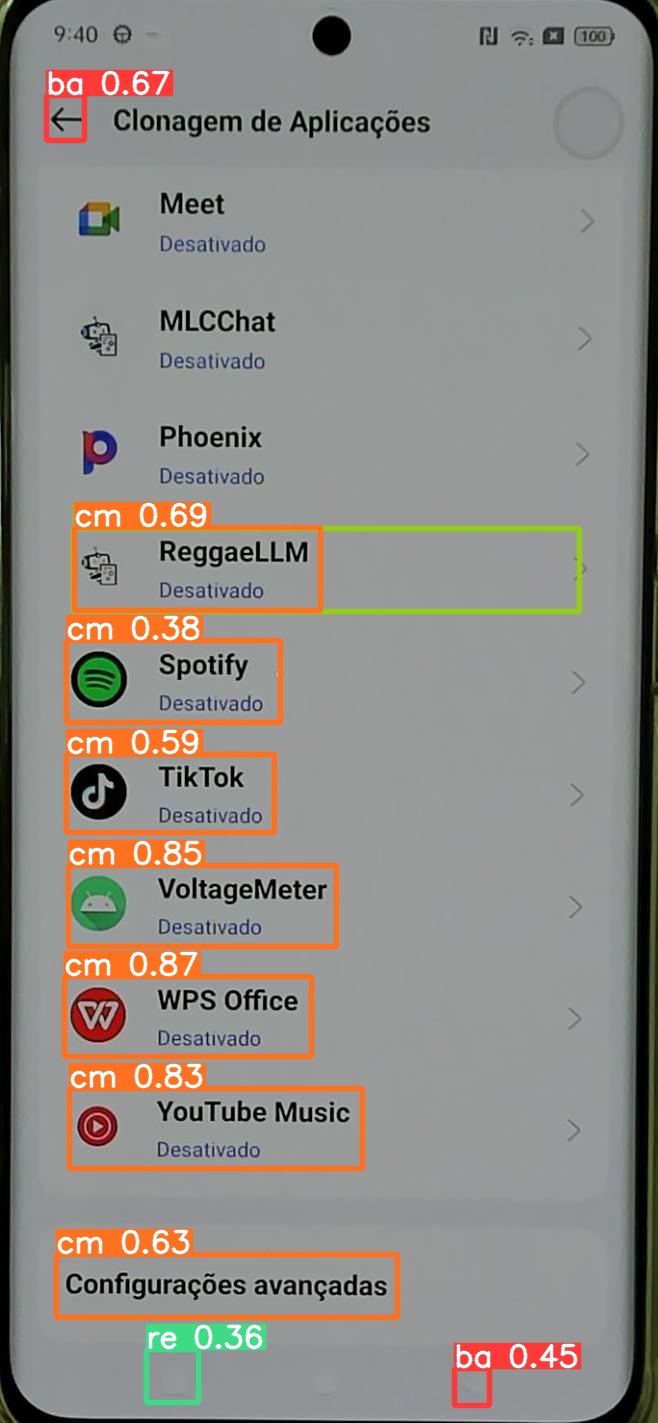 9:40
100
ba 0.67
Clonagem de Aplicações
Meet
Desativado
MLCChat
Desativado
Phoenix
Desativado
cm 0.69
ReggaeLLM
Desativado
cm 0.38
Spotify
Desativado
cm 0.59
TikTok
Desativado
cm 0.85
VoltageMeter
Desativado
cm 0.87
WPS Office
Desativado
cm 0.83
YouTube Music
Desativado
cm 0.63
Configurações avançadas
re 0.36
ba 0.45